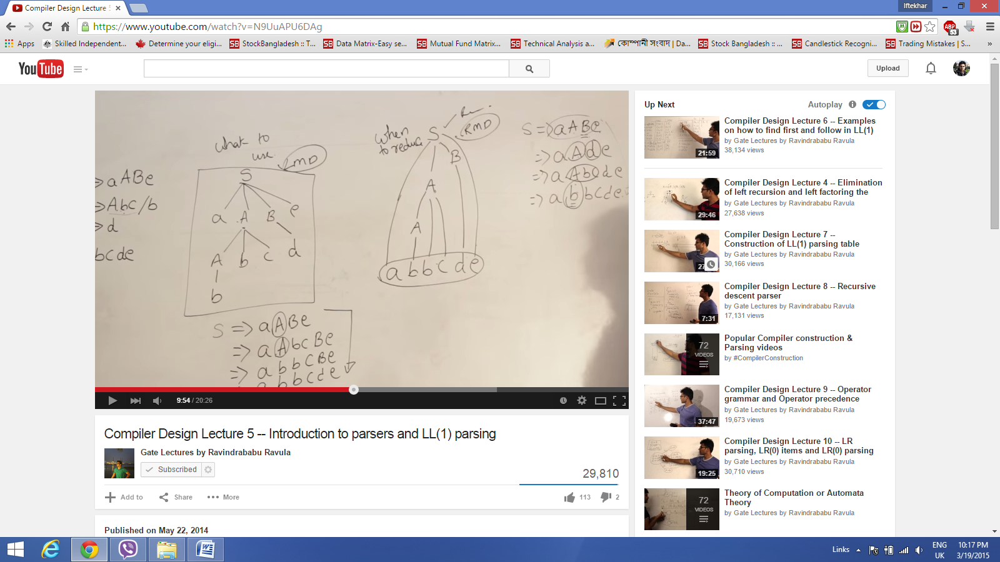 Compiler Design Lecture 5
Iftekhar
https://www.youtube.com/watch?v=N9UuAPU6DAg
ABP
53
Apps
Skilled Independent...
Determine your eligi...
SB StockBangladesh :: T...
SB Data Matrix-Easy se...
SB Mutual Fund Matrix...
SB Technical Analysis a...
কোম্পানী সংবাদ | Da...
SB Stock Bangladesh :: ...
SB Candlestick Recogni...
SB Trading Mistakes | S...
»
YouTube
Upload
what to
use
LMD
S
a A B e
A b c d
b
⇒ aABe
⇒ Abc/b
⇒ d
bcde
S ⇒ aABe
⇒ aAbcBe
⇒ abbcBe
⇒ abbcde
when
to reduce
S
RMD
B
A
A
abbcde
S ⇒ aABe
⇒ aAde
⇒ aAbcde
⇒ abbcde
9:54 / 20:26
Compiler Design Lecture 5 -- Introduction to parsers and LL(1) parsing
Gate Lectures by Ravindrababu Ravula
Subscribed
29,810
Add to
Share
More
113
2
Published on May 22, 2014
Up Next
Autoplay
21:59
Compiler Design Lecture 6 -- Examples
on how to find first and follow in LL(1)
by Gate Lectures by Ravindrababu Ravula
38,134 views
29:46
Compiler Design Lecture 4 -- Elimination
of left recursion and left factoring the
by Gate Lectures by Ravindrababu Ravula
27,638 views
Compiler Design Lecture 7 --
Construction of LL(1) parsing table
by Gate Lectures by Ravindrababu Ravula
30,166 views
7:31
Compiler Design Lecture 8 -- Recursive
descent parser
by Gate Lectures by Ravindrababu Ravula
17,131 views
72
VIDEOS
Popular Compiler construction &
Parsing videos
by #CompilerConstruction
37:47
Compiler Design Lecture 9 -- Operator
grammar and Operator precedence
by Gate Lectures by Ravindrababu Ravula
19,673 views
19:25
Compiler Design Lecture 10 -- LR
parsing, LR(0) items and LR(0) parsing
by Gate Lectures by Ravindrababu Ravula
30,710 views
72
VIDEOS
Theory of Computation or Automata
Theory
by Gate Lectures by Ravindrababu Ravula
Links
ENG
UK
10:17 PM
3/19/2015